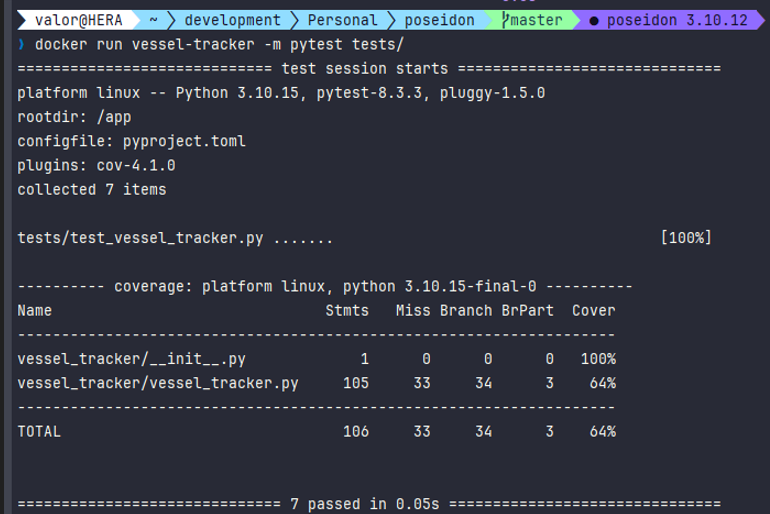 valor@HERA ~ development Personal poseidon master ● poseidon 3.10.12
❯ docker run vessel-tracker -m pytest tests/
============================= test session starts ==============================
platform linux -- Python 3.10.15, pytest-8.3.3, pluggy-1.5.0
rootdir: /app
configfile: pyproject.toml
plugins: cov-4.1.0
collected 7 items
tests/test_vessel_tracker.py ....... [100%]
---------- coverage: platform linux, python 3.10.15-final-0 ----------
Name Stmts Miss Branch BrPart Cover
--------------------------------------------------------------------
vessel_tracker/__init__.py 1 0 0 0 100%
vessel_tracker/vessel_tracker.py 105 33 34 3 64%
--------------------------------------------------------------------
TOTAL 106 33 34 3 64%
============================== 7 passed in 0.05s ===============================